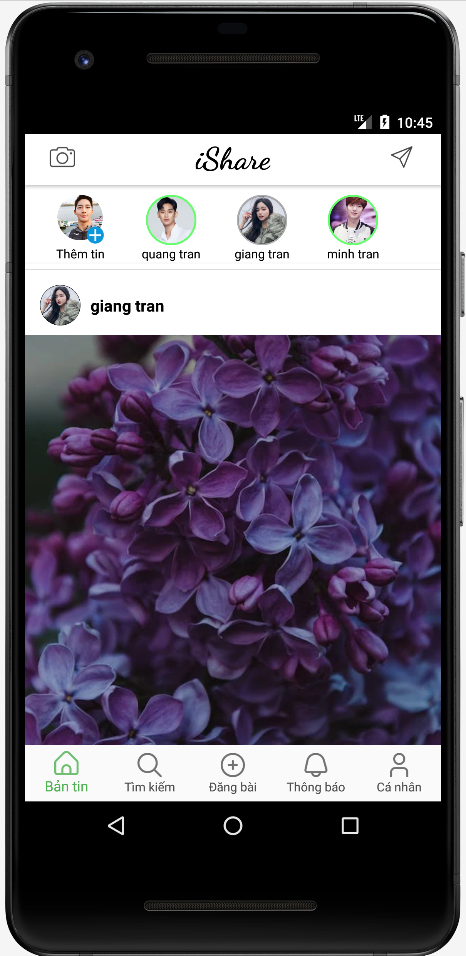 LTE 10:45
iShare
Thêm tin quang tran giang tran minh tran
giang tran
Bản tin Tìm kiếm Đăng bài Thông báo Cá nhân